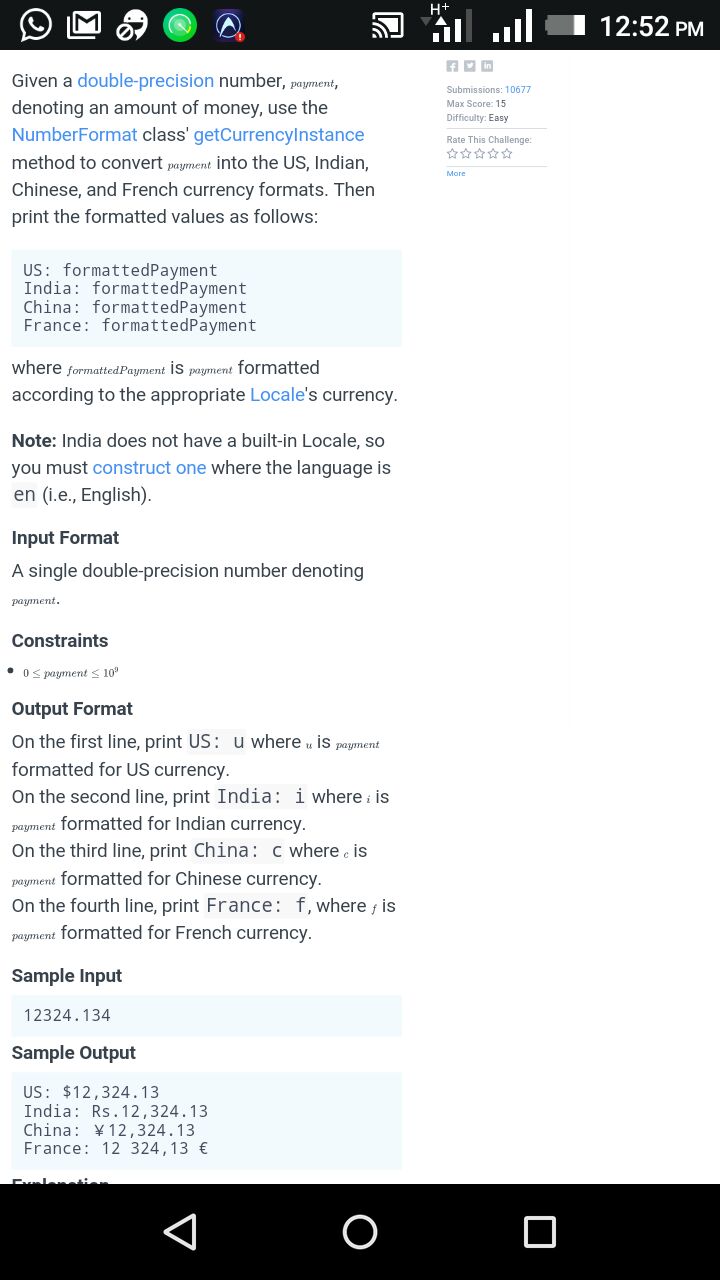 H+
12:52 PM
Given a double-precision number, payment,
denoting an amount of money, use the
NumberFormat class' getCurrencyInstance
method to convert payment into the US, Indian,
Chinese, and French currency formats. Then
print the formatted values as follows:
US: formattedPayment
India: formattedPayment
China: formattedPayment
France: formattedPayment
where formattedPayment is payment formatted
according to the appropriate Locale's currency.
Note: India does not have a built-in Locale, so
you must construct one where the language is
en (i.e., English).
Input Format
A single double-precision number denoting
payment.
Constraints
• 0 ≤ payment ≤ 10⁹
Output Format
On the first line, print US: u where u is payment
formatted for US currency.
On the second line, print India: i where i is
payment formatted for Indian currency.
On the third line, print China: c where c is
payment formatted for Chinese currency.
On the fourth line, print France: f, where f is
payment formatted for French currency.
Sample Input
12324.134
Sample Output
US: $12,324.13
India: Rs.12,324.13
China: ¥12,324.13
France: 12 324,13 €
Explanation
Submissions: 10677
Max Score: 15
Difficulty: Easy
Rate This Challenge:
More